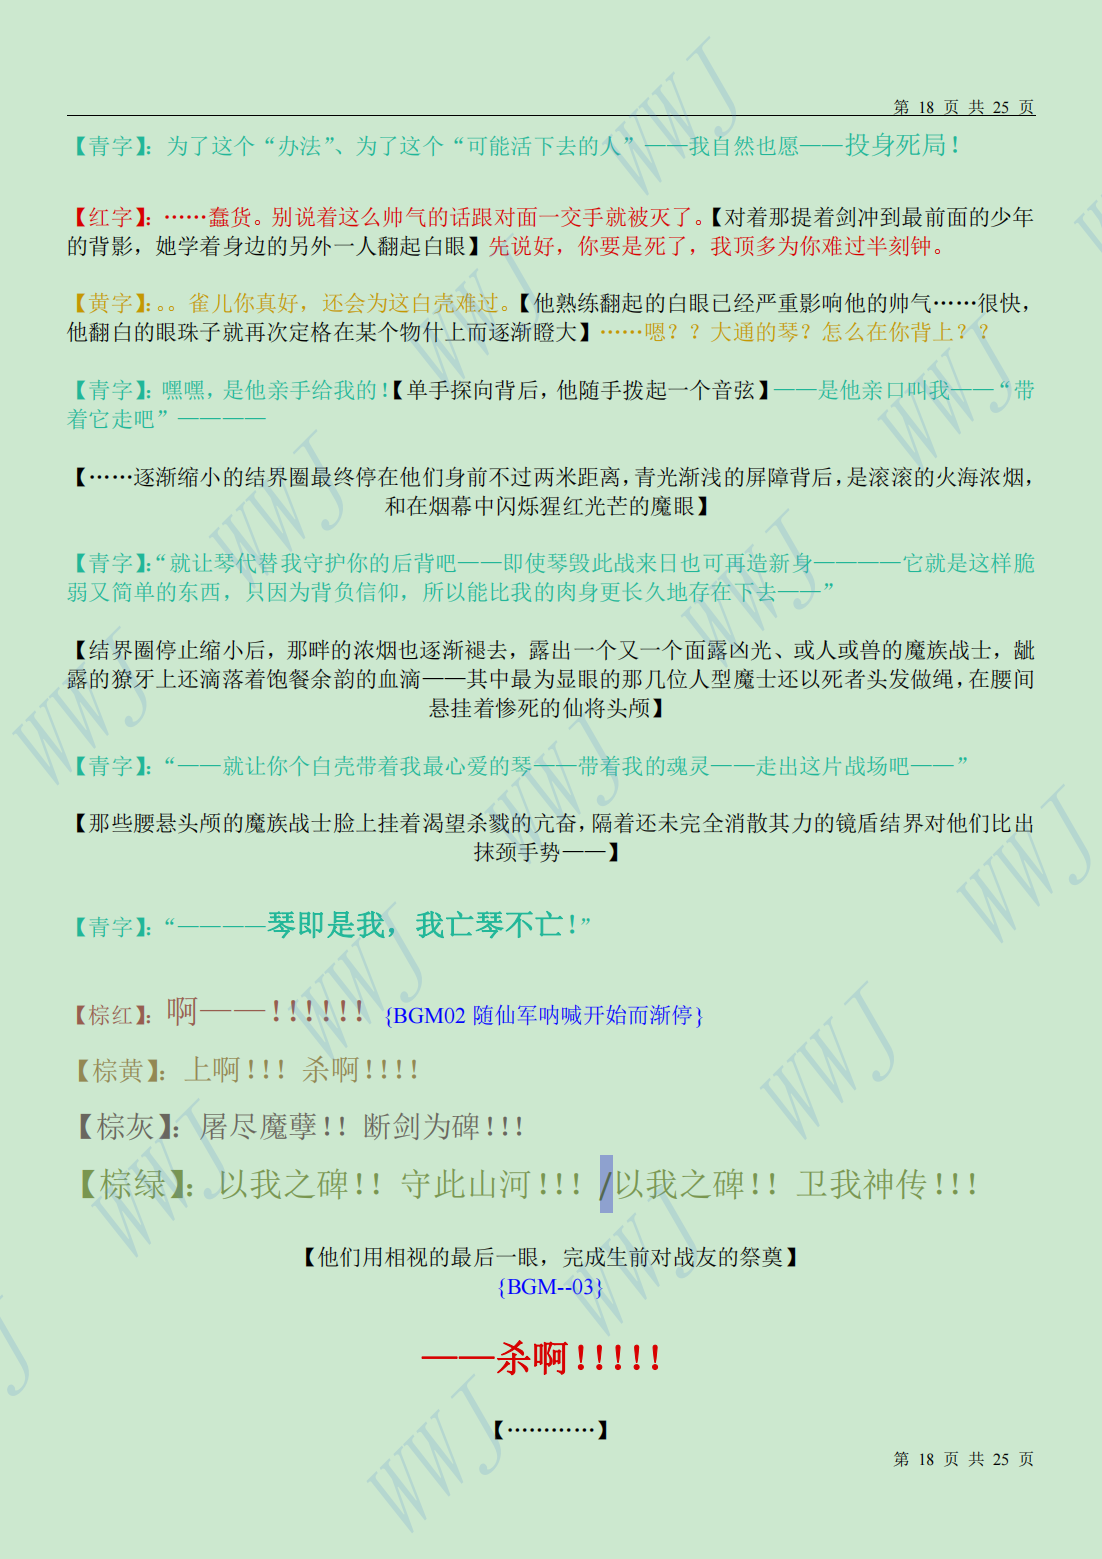 第 18 页 共 25 页
【青字】：为了这个“办法”、为了这个“可能活下去的人”——我自然也愿——投身死局！
【红字】：……蠢货。别说着这么帅气的话跟对面一交手就被灭了。【对着那提着剑冲到最前面的少年
的背影，她学着身边的另外一人翻起白眼】先说好，你要是死了，我顶多为你难过半刻钟。
【黄字】：。。雀儿你真好，还会为这白壳难过。【他熟练翻起的白眼已经严重影响他的帅气……很快，
他翻白的眼珠子就再次定格在某个物什上而逐渐瞪大】……嗯？？大通的琴？怎么在你背上？？
【青字】：嘿嘿，是他亲手给我的！【单手探向背后，他随手拨起一个音弦】——是他亲口叫我——“带
着它走吧”————
【……逐渐缩小的结界圈最终停在他们身前不过两米距离，青光渐浅的屏障背后，是滚滚的火海浓烟，
和在烟幕中闪烁猩红光芒的魔眼】
【青字】：“就让琴代替我守护你的后背吧——即使琴毁此战来日也可再造新身————它就是这样脆
弱又简单的东西，只因为背负信仰，所以能比我的肉身更长久地存在下去——”
【结界圈停止缩小后，那畔的浓烟也逐渐褪去，露出一个又一个面露凶光、或人或兽的魔族战士，龇
露的獠牙上还滴落着饱餐余韵的血滴——其中最为显眼的那几位人型魔士还以死者头发做绳，在腰间
悬挂着惨死的仙将头颅】
【青字】：“——就让你个白壳带着我最心爱的琴——带着我的魂灵——走出这片战场吧——”
【那些腰悬头颅的魔族战士脸上挂着渴望杀戮的亢奋，隔着还未完全消散其力的镜盾结界对他们比出
抹颈手势——】
【青字】：“————琴即是我，我亡琴不亡！”
【棕红】：啊——！！！！！！ {BGM02 随仙军呐喊开始而渐停}
【棕黄】：上啊！！！杀啊！！！！
【棕灰】：屠尽魔孽！！断剑为碑！！！
【棕绿】：以我之碑！！守此山河！！！/以我之碑！！卫我神传！！！
【他们用相视的最后一眼，完成生前对战友的祭奠】
{BGM--03}
——杀啊！！！！！
【…………】
第 18 页 共 25 页
WWJ
WWJ
WWJ
WWJ
WWJ
WWJ
WWJ
WWJ
WWJ
WWJ
WWJ
WWJ
WWJ